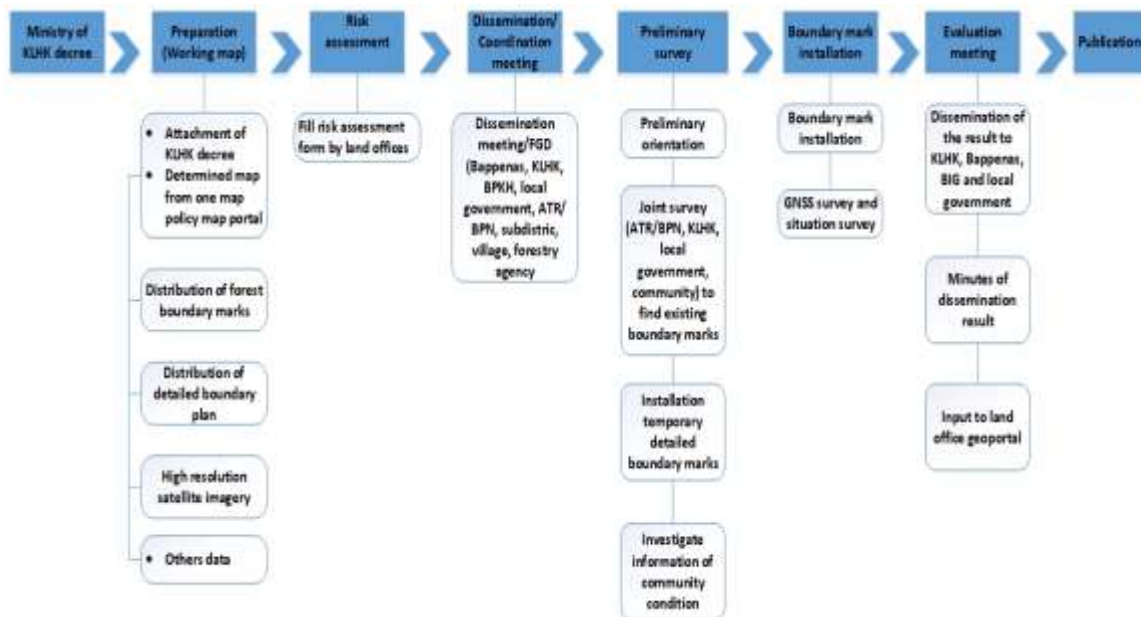 Ministry of
KLHK decree
Preparation
(Working map)
Risk
assessment
Dissemination/
Coordination
meeting
Preliminary
survey
Boundary mark
installation
Evaluation
meeting
Publication
• Attachment of
KLHK decree
• Determined map
from one map
policy map portal
Distribution of forest
boundary marks
Distribution of
detailed boundary
plan
High resolution
satellite imagery
• Others data
Fill risk assessment
form by land offices
Dissemination
meeting/FGD
(Bappenas, KLHK,
BPKH, local
government, ATR/
BPN, subdistric,
village, forestry
agency
Preliminary
orientation
Joint survey
(ATR/BPN, KLHK,
local
government,
community) to
find existing
boundary marks
Installation
temporary
detailed
boundary marks
Investigate
information of
community
condition
Boundary mark
installation
GNSS survey and
situation survey
Dissemination of
the result to
KLHK, Bappenas,
BIG and local
government
Minutes of
dissemination
result
Input to land
office geoportal